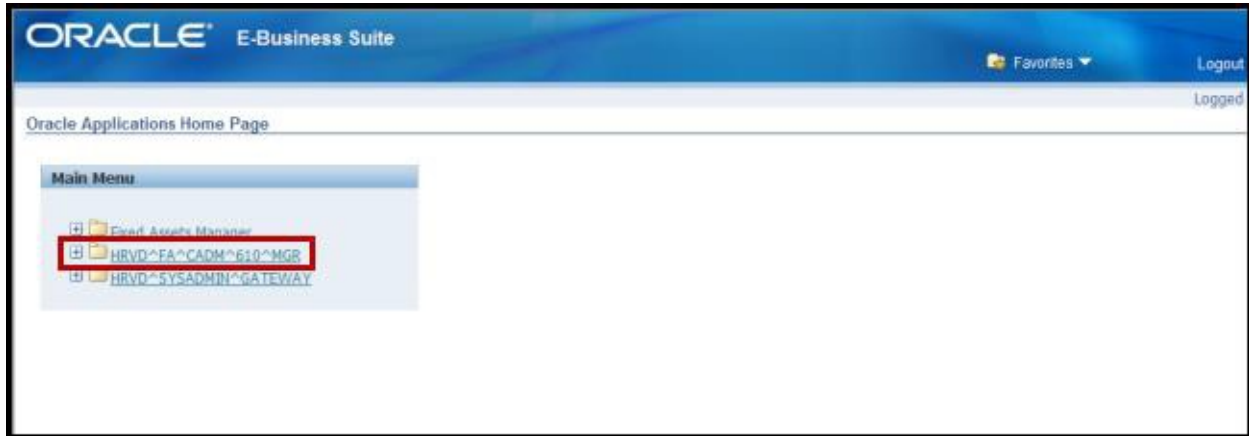 ORACLE® E-Business Suite
Favorites Logout
Logged
Oracle Applications Home Page
Main Menu
Fixed Assets Manager
HRVD^FA^CADM^610^MGR
HRVD^SYSADMIN^GATEWAY